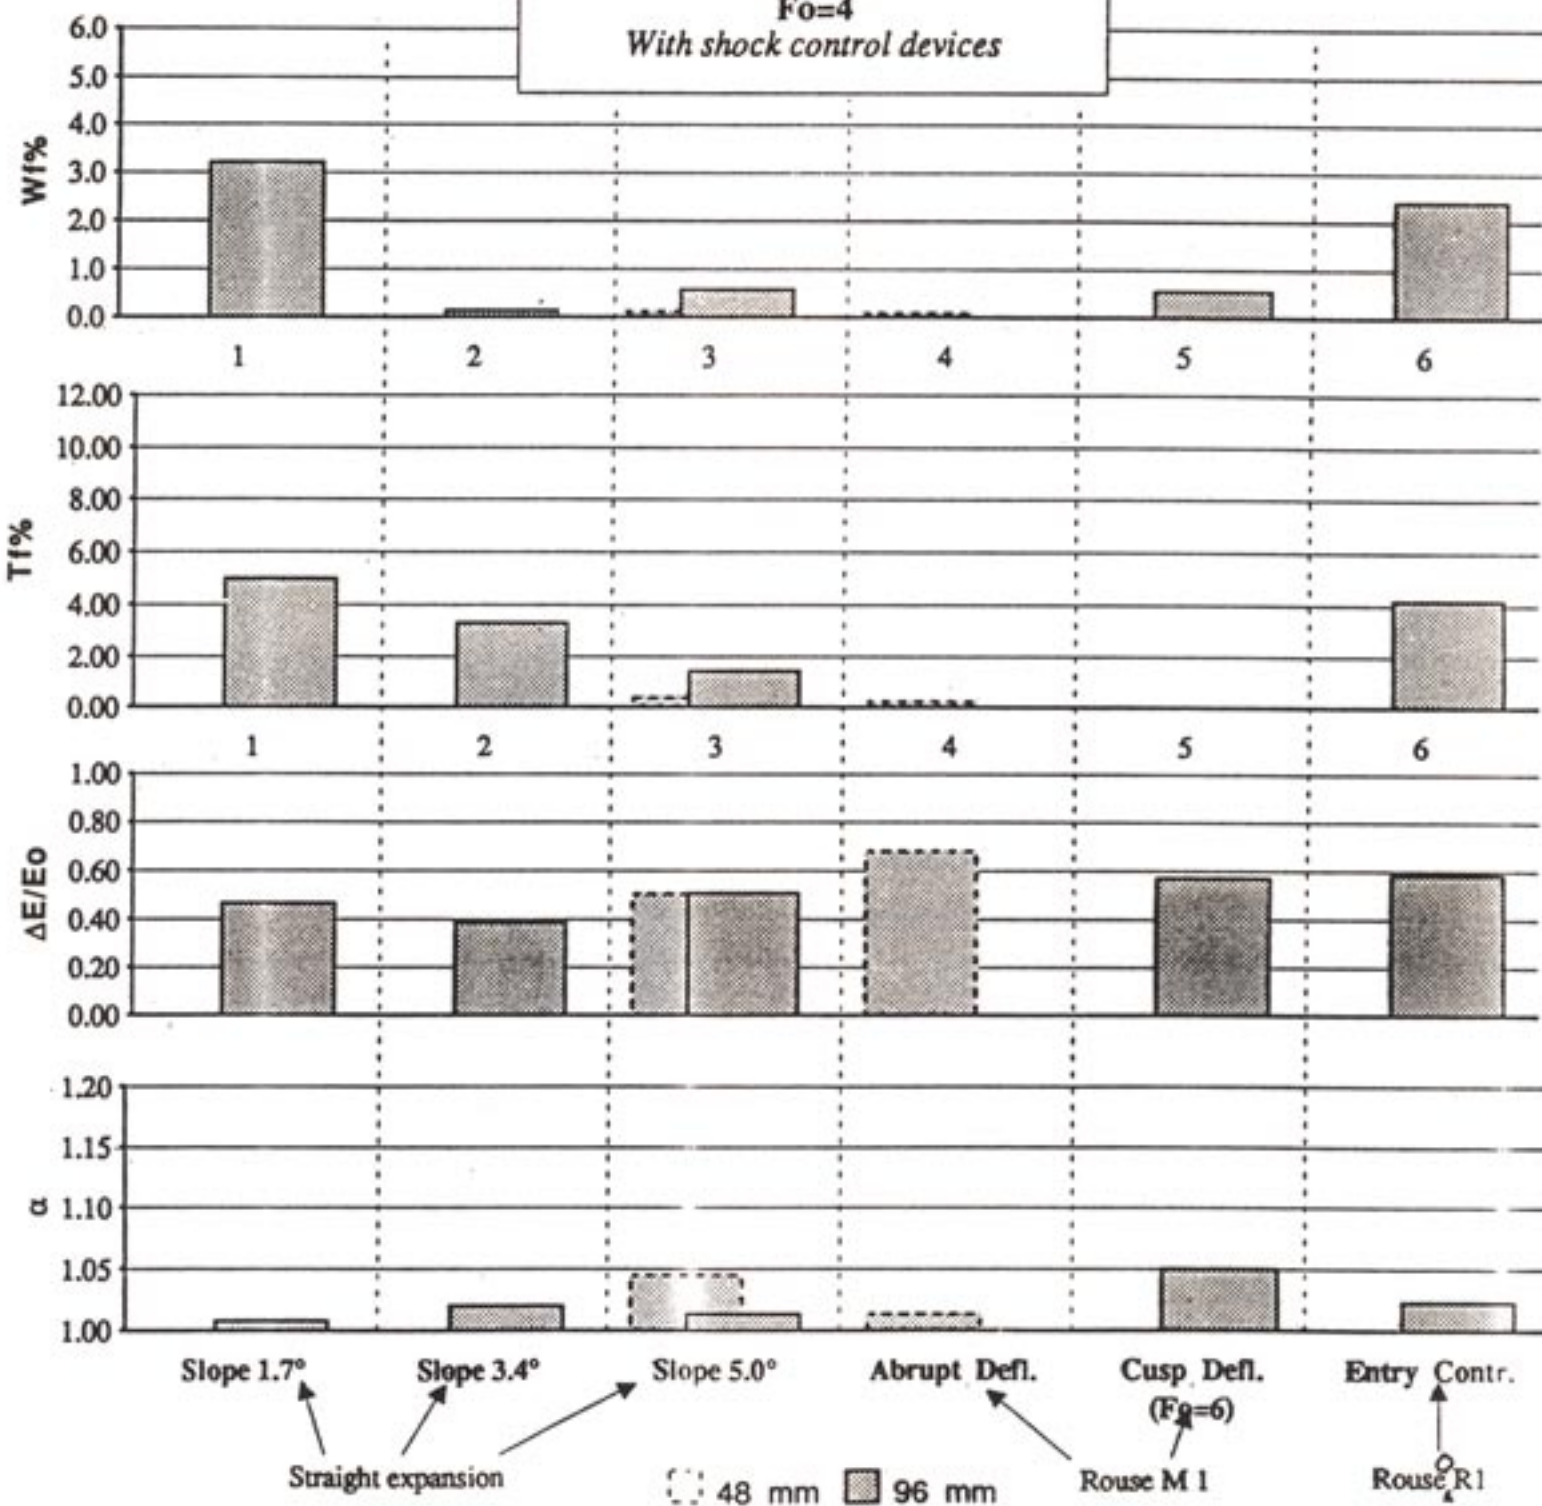 Fo=4
With shock control devices
Wf%
6.0
5.0
4.0
3.0
2.0
1.0
0.0
1 2 3 4 5 6
Tf%
12.00
10.00
8.00
6.00
4.00
2.00
0.00
1 2 3 4 5 6
ΔE/Eo
1.00
0.80
0.60
0.40
0.20
0.00
α
1.20
1.15
1.10
1.05
1.00
Slope 1.7° Slope 3.4° Slope 5.0° Abrupt Defl. Cusp Defl. Entry Contr.
(Fo=6)
Straight expansion 48 mm 96 mm Rouse M 1 Rouse R1